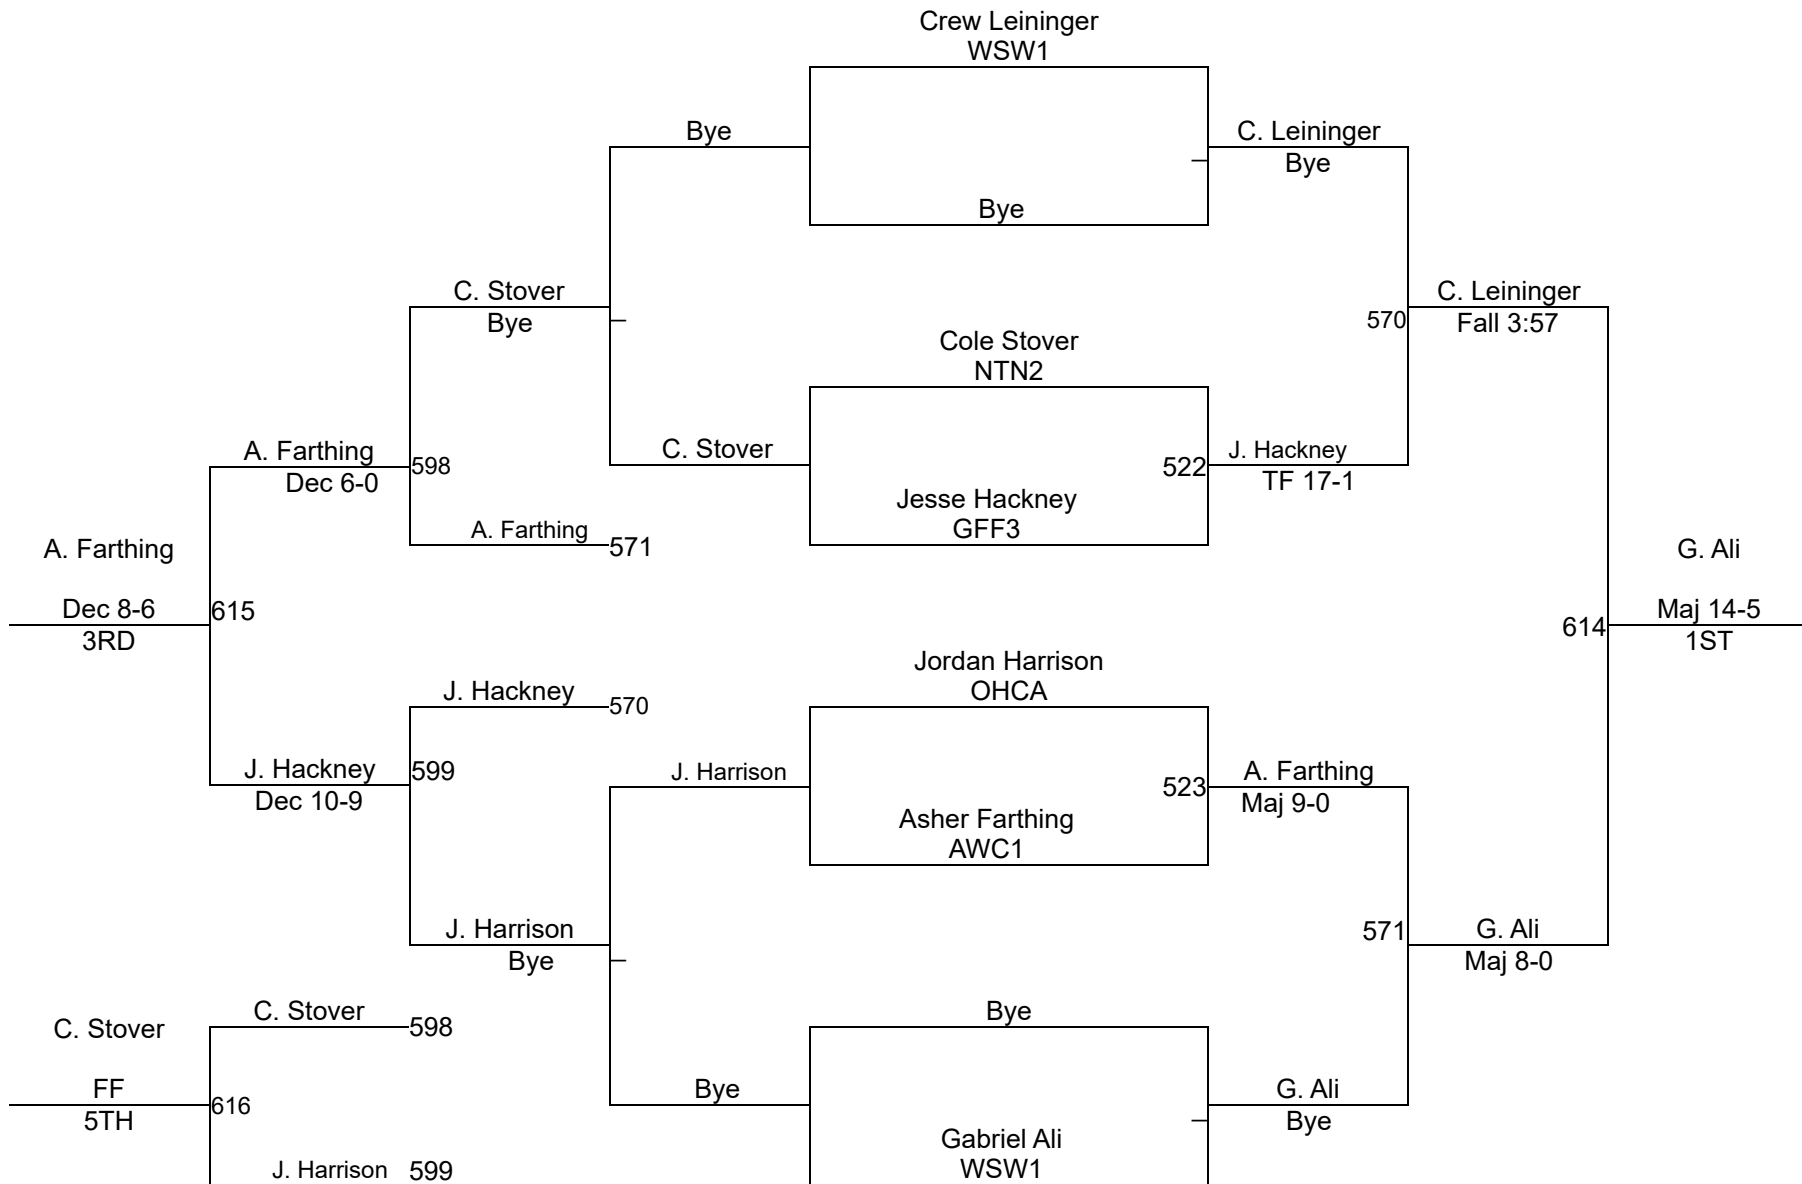 Crew Leininger
WSW1
Bye
C. Leininger
Bye
Bye
C. Stover
Bye
C. Leininger
570
Fall 3:57
Cole Stover
NTN2
A. Farthing
598
Dec 6-0
C. Stover
522
J. Hackney
TF 17-1
Jesse Hackney
GFF3
A. Farthing
571
A. Farthing
G. Ali
Dec 8-6
615
3RD
614
Maj 14-5
1ST
Jordan Harrison
OHCA
J. Hackney
570
J. Hackney
599
Dec 10-9
J. Harrison
523
A. Farthing
Maj 9-0
Asher Farthing
AWC1
J. Harrison
Bye
571
G. Ali
Maj 8-0
C. Stover
C. Stover
598
Bye
FF
616
5TH
Bye
G. Ali
Bye
Gabriel Ali
WSW1
J. Harrison
599